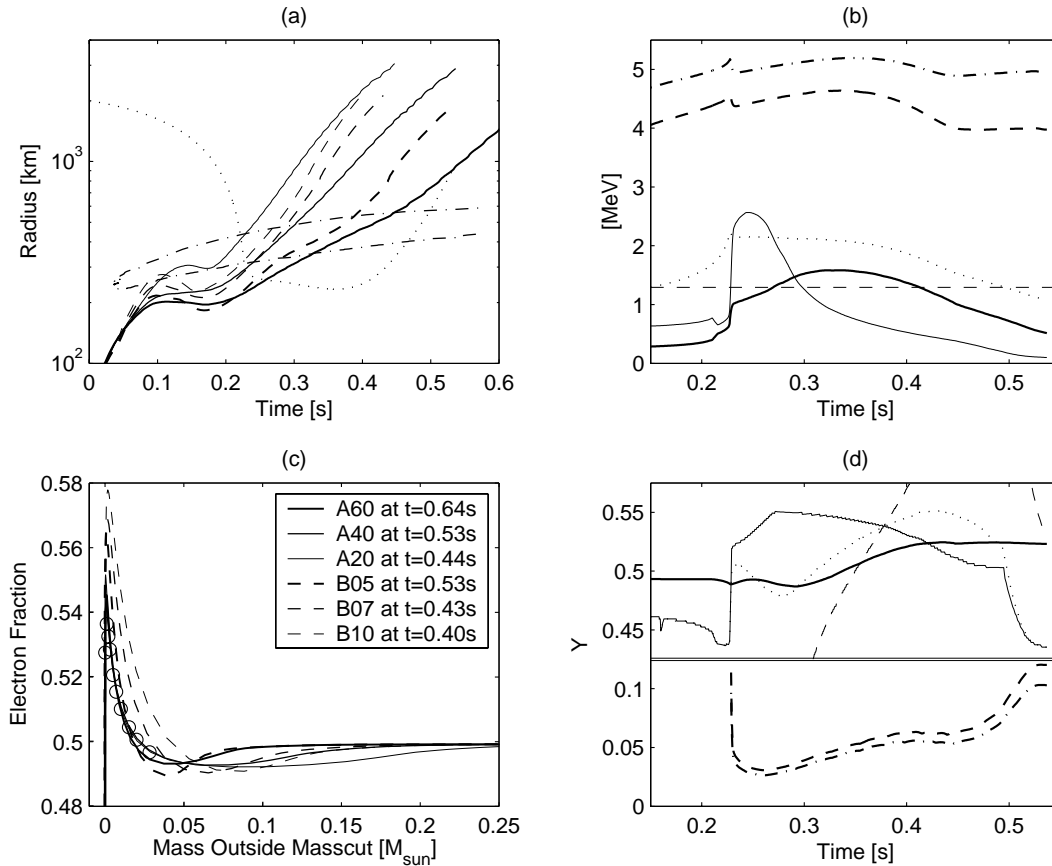 (a)
Radius [km]
10^3
10^2
0
0.1
0.2
0.3
0.4
0.5
0.6
Time [s]
(b)
[MeV]
5
4
3
2
1
0
0.2
0.3
0.4
0.5
Time [s]
(c)
Electron Fraction
0.58
0.56
0.54
0.52
0.5
0.48
A60 at t=0.64s
A40 at t=0.53s
A20 at t=0.44s
B05 at t=0.53s
B07 at t=0.43s
B10 at t=0.40s
0
0.05
0.1
0.15
0.2
0.25
Mass Outside Masscut [M_sun]
(d)
Y
0.55
0.5
0.45
0.1
0.05
0
0.2
0.3
0.4
0.5
Time [s]